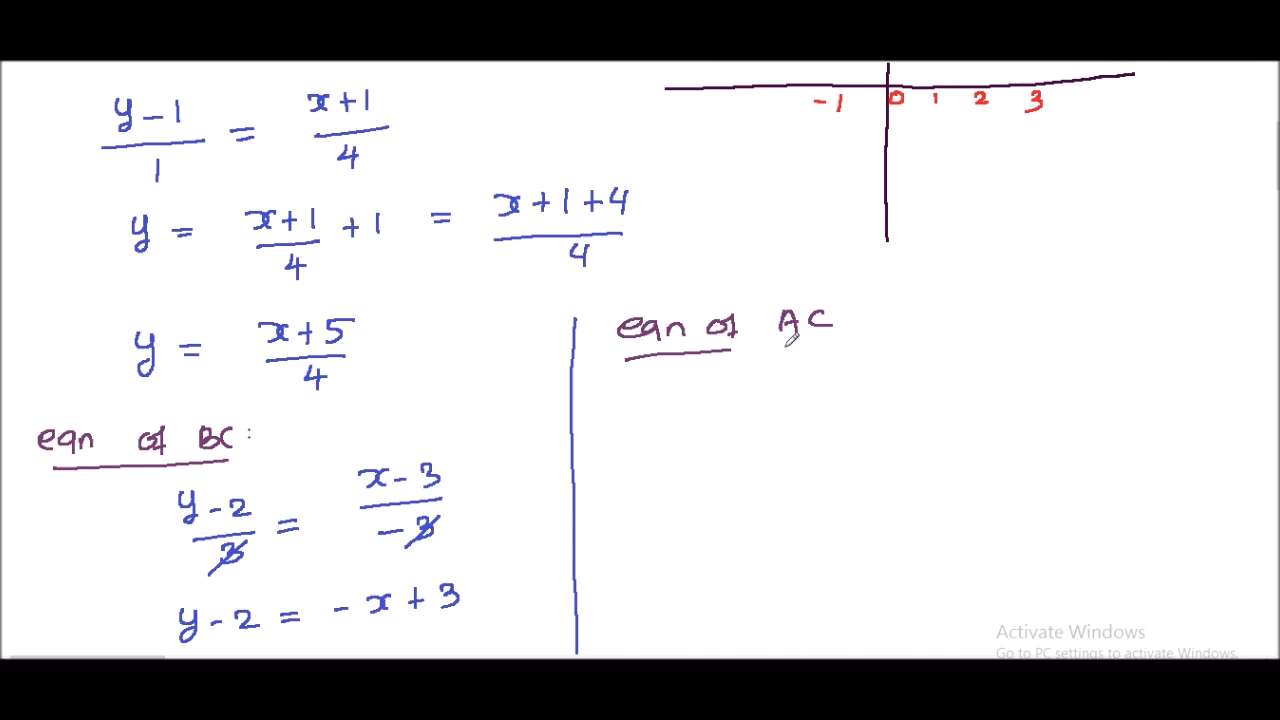 -1 0 1 2 3
y-1/1 = x+1/4
y = x+1/4 + 1 = x+1+4/4
y = x+5/4
eqn of BC:
y-2/3 = x-3/-3
y-2 = -x+3
eqn of AC
Activate Windows
Go to PC settings to activate Windows.